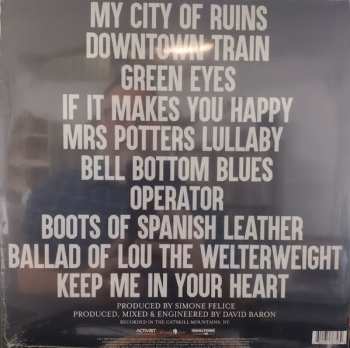 MY CITY OF RUINS
DOWNTOWN TRAIN
GREEN EYES
IF IT MAKES YOU HAPPY
MRS POTTERS LULLABY
BELL BOTTOM BLUES
OPERATOR
BOOTS OF SPANISH LEATHER
BALLAD OF LOU THE WELTERWEIGHT
KEEP ME IN YOUR HEART
PRODUCED BY SIMONE FELICE
PRODUCED, MIXED & ENGINEERED BY DAVID BARON
RECORDED IN THE CATSKILL MOUNTAINS, NY